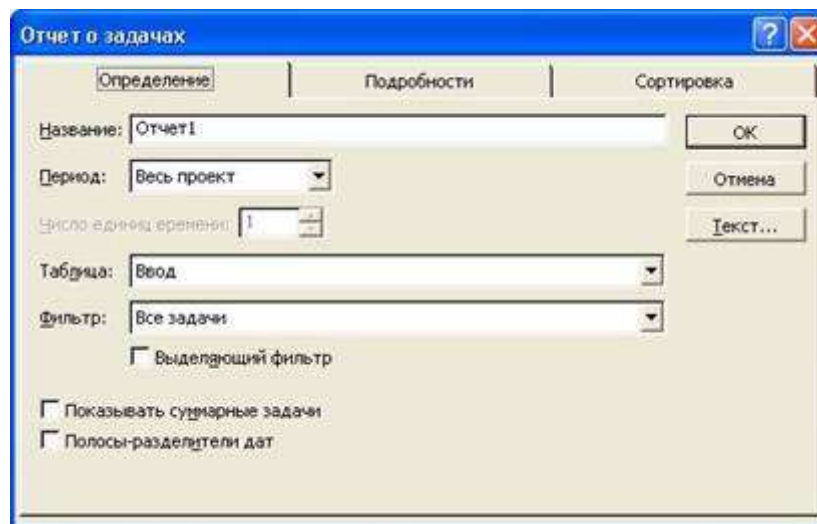 Отчет о задачах
Определение Подробности Сортировка
Название: Отчет1 ОК
Период: Весь проект Отмена
Число единиц времени: 1 Текст...
Таблица: Ввод
Фильтр: Все задачи
Выделяющий фильтр
Показывать суммарные задачи
Полосы-разделители дат